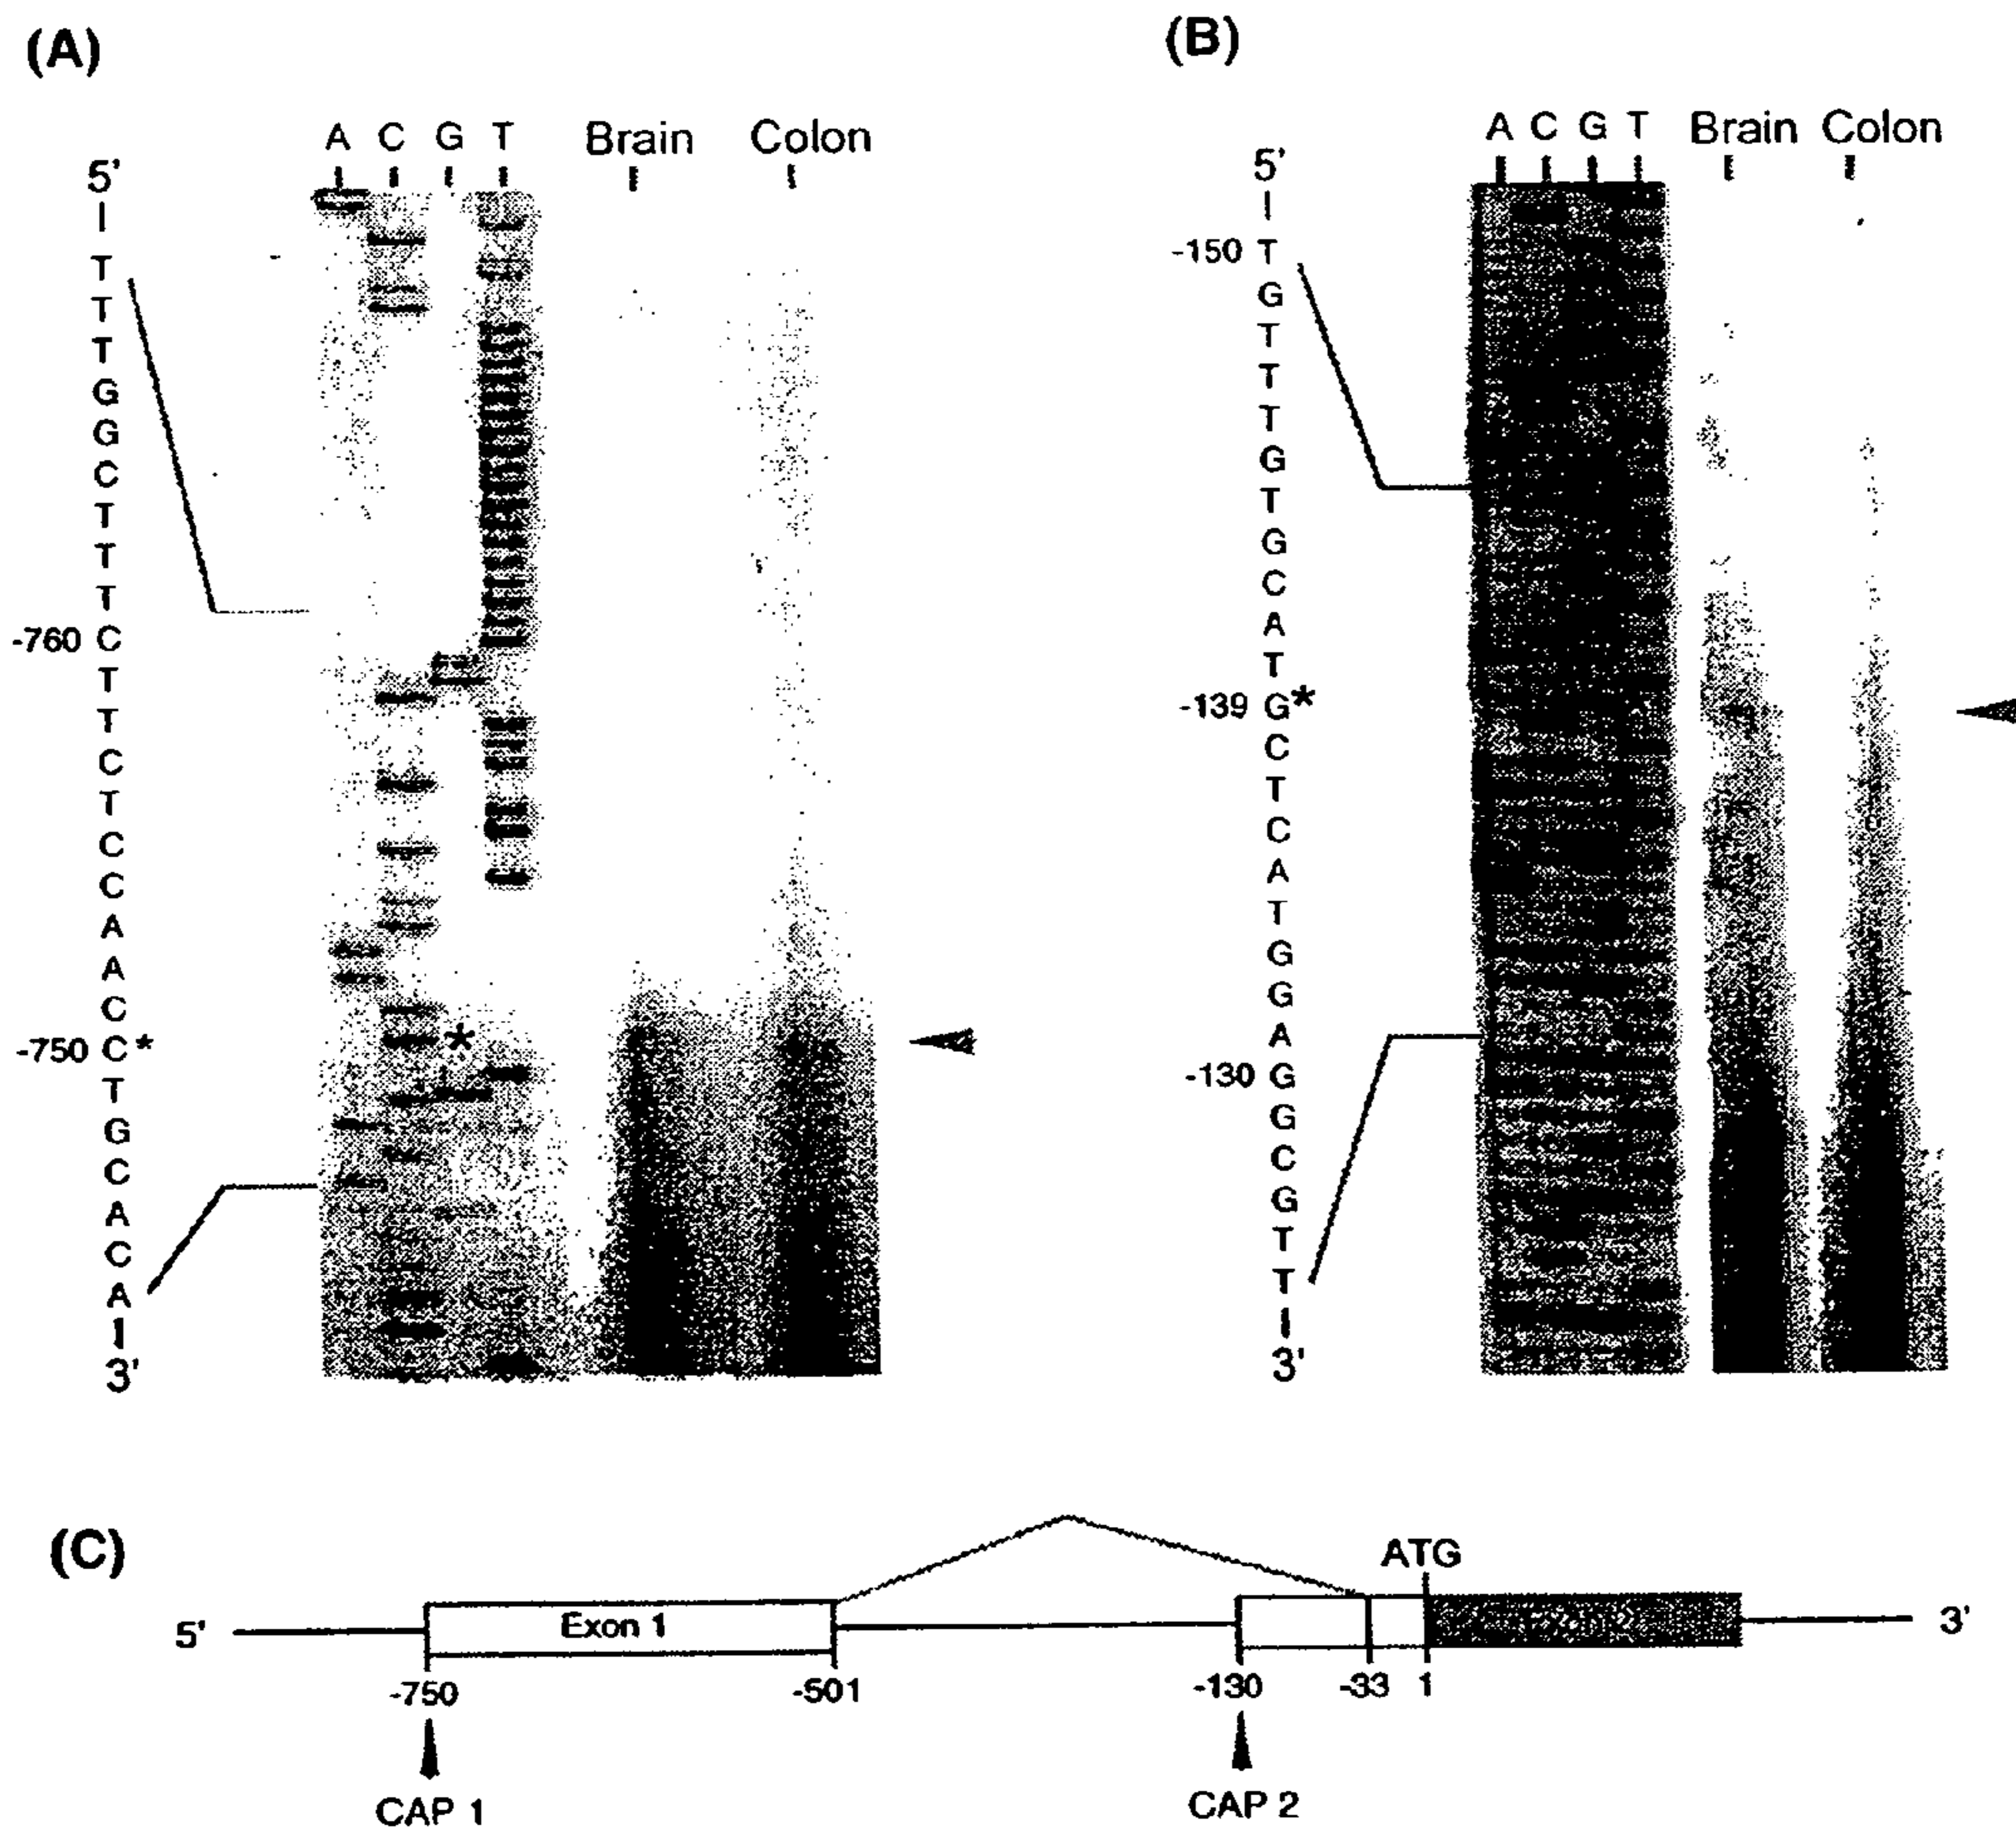 (A)
A C G T Brain Colon
5'
T
T
T
G
G
C
T
T
T
-760 C
T
T
C
T
C
C
A
A
C
-750 C*
*
T
G
C
A
C
A
3'
(B)
A C G T Brain Colon
5'
-150 T
G
T
T
T
G
T
G
C
A
T
-139 G*
C
T
C
A
T
G
G
A
-130 G
G
C
G
T
T
3'
(C)
ATG
5' Exon 1 3'
-750 -501 -130 -33 1
CAP 1 CAP 2